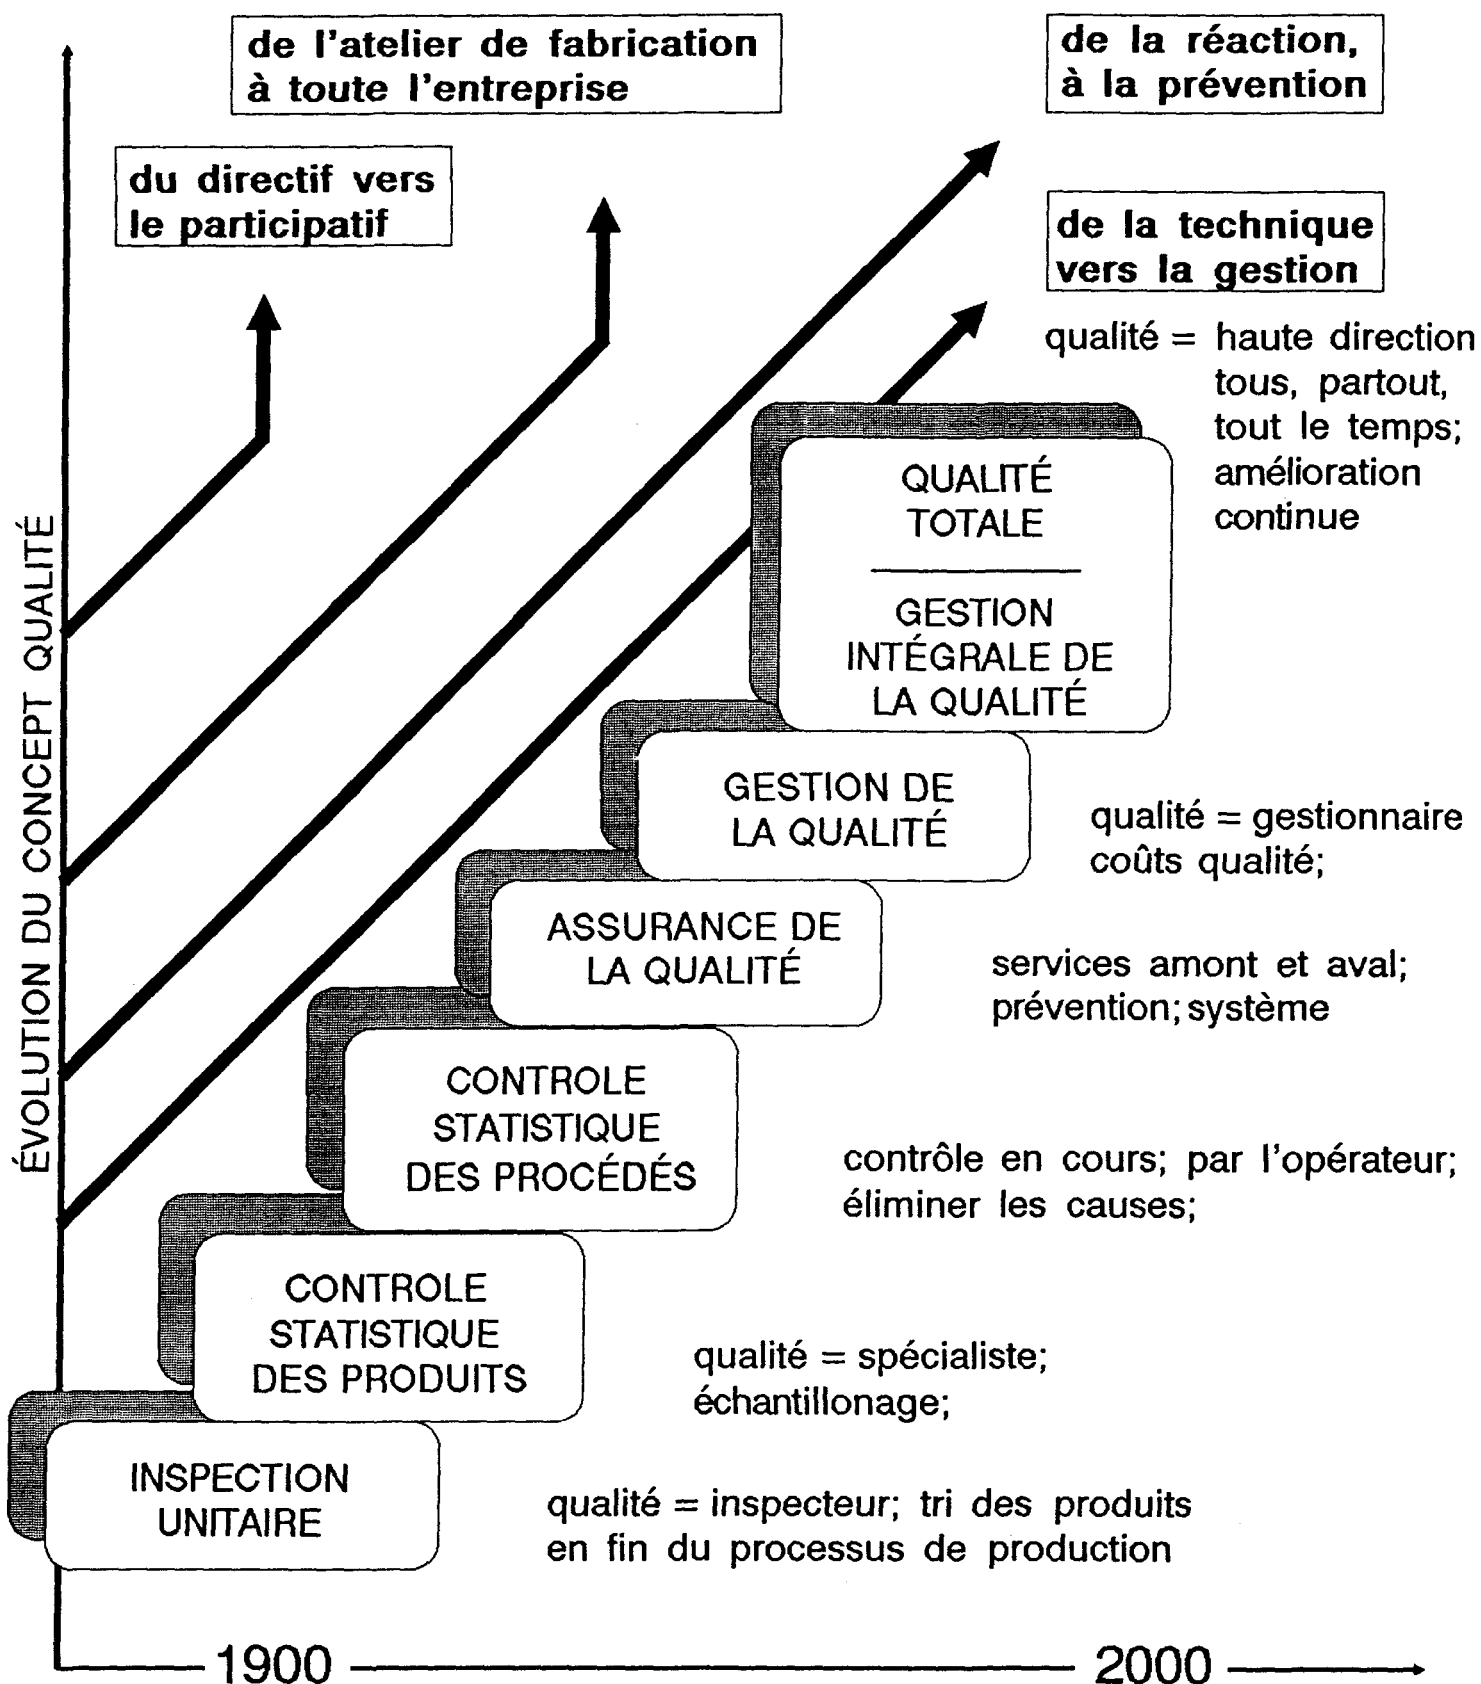 de l'atelier de fabrication
à toute l'entreprise
de la réaction,
à la prévention
du directif vers
le participatif
de la technique
vers la gestion
qualité = haute direction
tous, partout,
tout le temps;
amélioration
continue
QUALITÉ
TOTALE
GESTION
INTÉGRALE DE
LA QUALITÉ
GESTION DE
LA QUALITÉ
qualité = gestionnaire
coûts qualité;
ASSURANCE DE
LA QUALITÉ
services amont et aval;
prévention; système
CONTROLE
STATISTIQUE
DES PROCÉDÉS
contrôle en cours; par l'opérateur;
éliminer les causes;
CONTROLE
STATISTIQUE
DES PRODUITS
qualité = spécialiste;
échantillonage;
INSPECTION
UNITAIRE
qualité = inspecteur; tri des produits
en fin du processus de production
ÉVOLUTION DU CONCEPT QUALITÉ
1900
2000